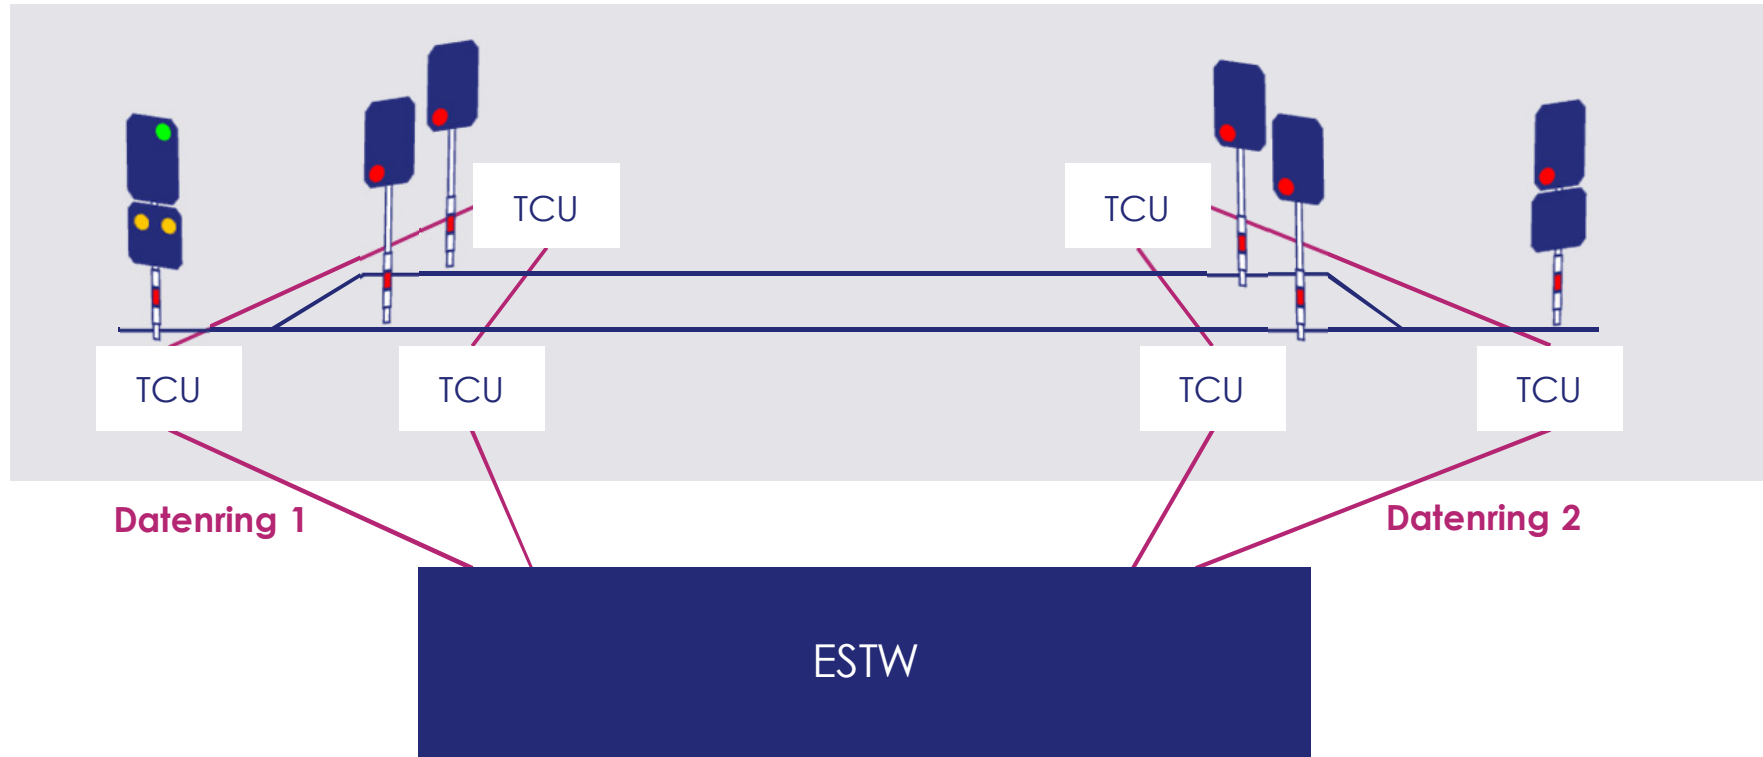 TCU
TCU
TCU
TCU
TCU
TCU
Datenring 1
Datenring 2
ESTW